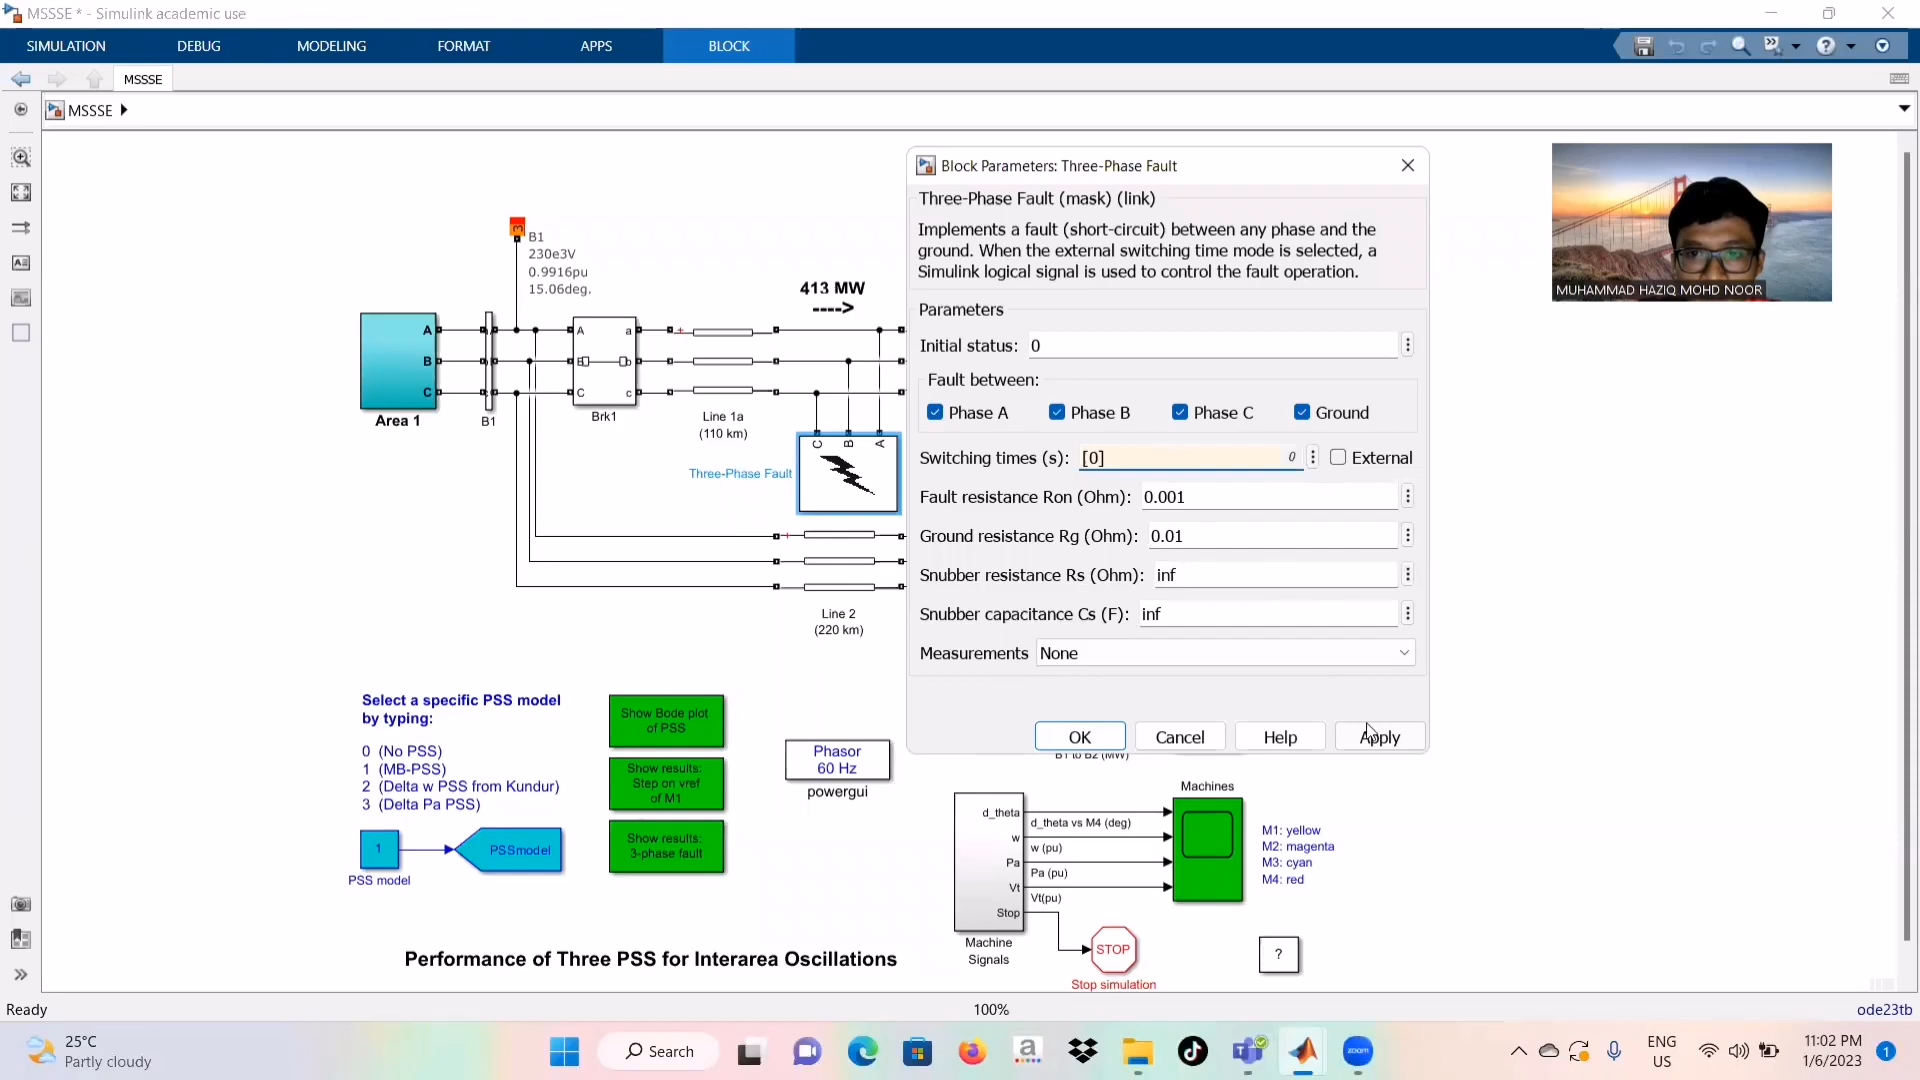 MSSSE * - Simulink academic use
SIMULATION
DEBUG
MODELING
FORMAT
APPS
BLOCK
MSSSE
MSSSE
3
B1
230e3V
0.9916pu
15.06deg.
413 MW
---->
A
B
C
Area 1
B1
A
a
B
b
C
c
Brk1
Line 1a
(110 km)
C
B
A
Three-Phase Fault
Line 2
(220 km)
Block Parameters: Three-Phase Fault
Three-Phase Fault (mask) (link)
Implements a fault (short-circuit) between any phase and the
ground. When the external switching time mode is selected, a
Simulink logical signal is used to control the fault operation.
Parameters
Initial status: 0
Fault between:
Phase A
Phase B
Phase C
Ground
Switching times (s): [0] 0
External
Fault resistance Ron (Ohm): 0.001
Ground resistance Rg (Ohm): 0.01
Snubber resistance Rs (Ohm): inf
Snubber capacitance Cs (F): inf
Measurements None
OK
Cancel
Help
Apply
MUHAMMAD HAZIQ MOHD NOOR
Select a specific PSS model
by typing:
0 (No PSS)
1 (MB-PSS)
2 (Delta w PSS from Kundur)
3 (Delta Pa PSS)
1
PSSmodel
PSS model
Show Bode plot
of PSS
Show results:
Step on vref
of M1
Show results:
3-phase fault
Phasor
60 Hz
powergui
B1 to B2 (MW)
Machines
d_theta
d_theta vs M4 (deg)
w
w (pu)
Pa
Pa (pu)
Vt
Vt(pu)
Stop
Machine
Signals
STOP
Stop simulation
M1: yellow
M2: magenta
M3: cyan
M4: red
?
Performance of Three PSS for Interarea Oscillations
Ready
100%
ode23tb
25°C
Partly cloudy
Search
zoom
ENG
US
11:02 PM
1/6/2023
1